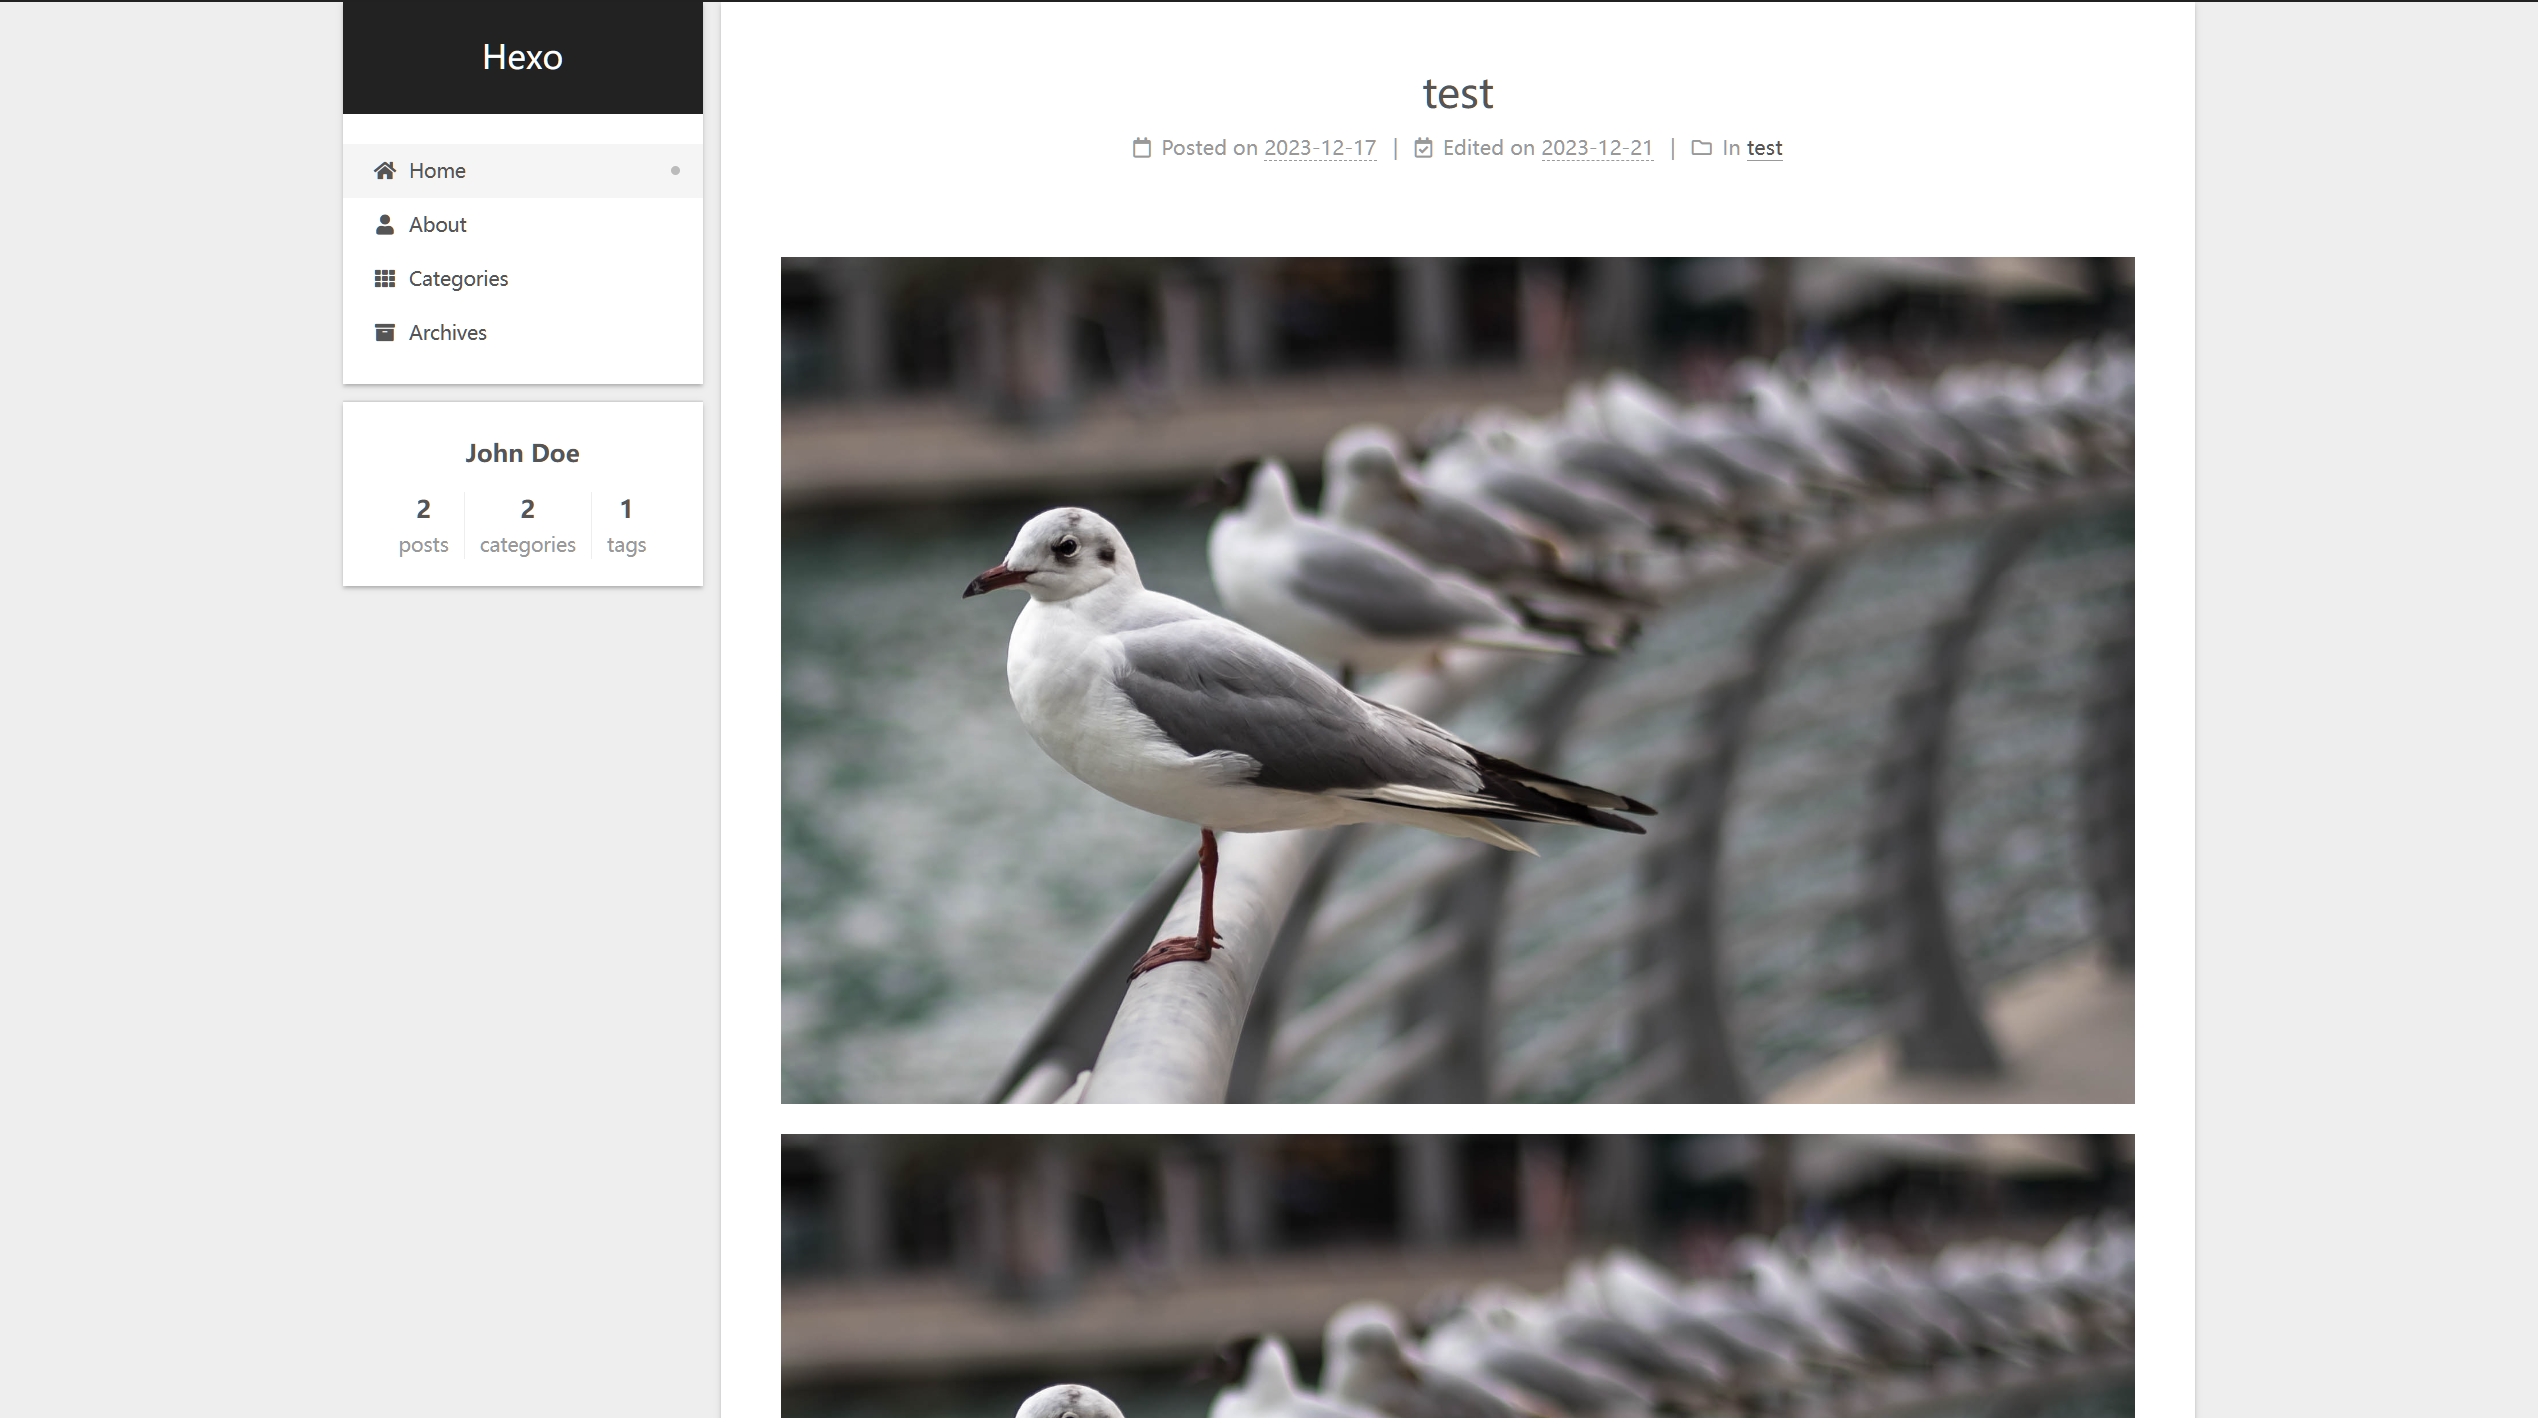 Hexo
Home
About
Categories
Archives
John Doe
2 2 1
posts categories tags
test
Posted on 2023-12-17 | Edited on 2023-12-21 | In test